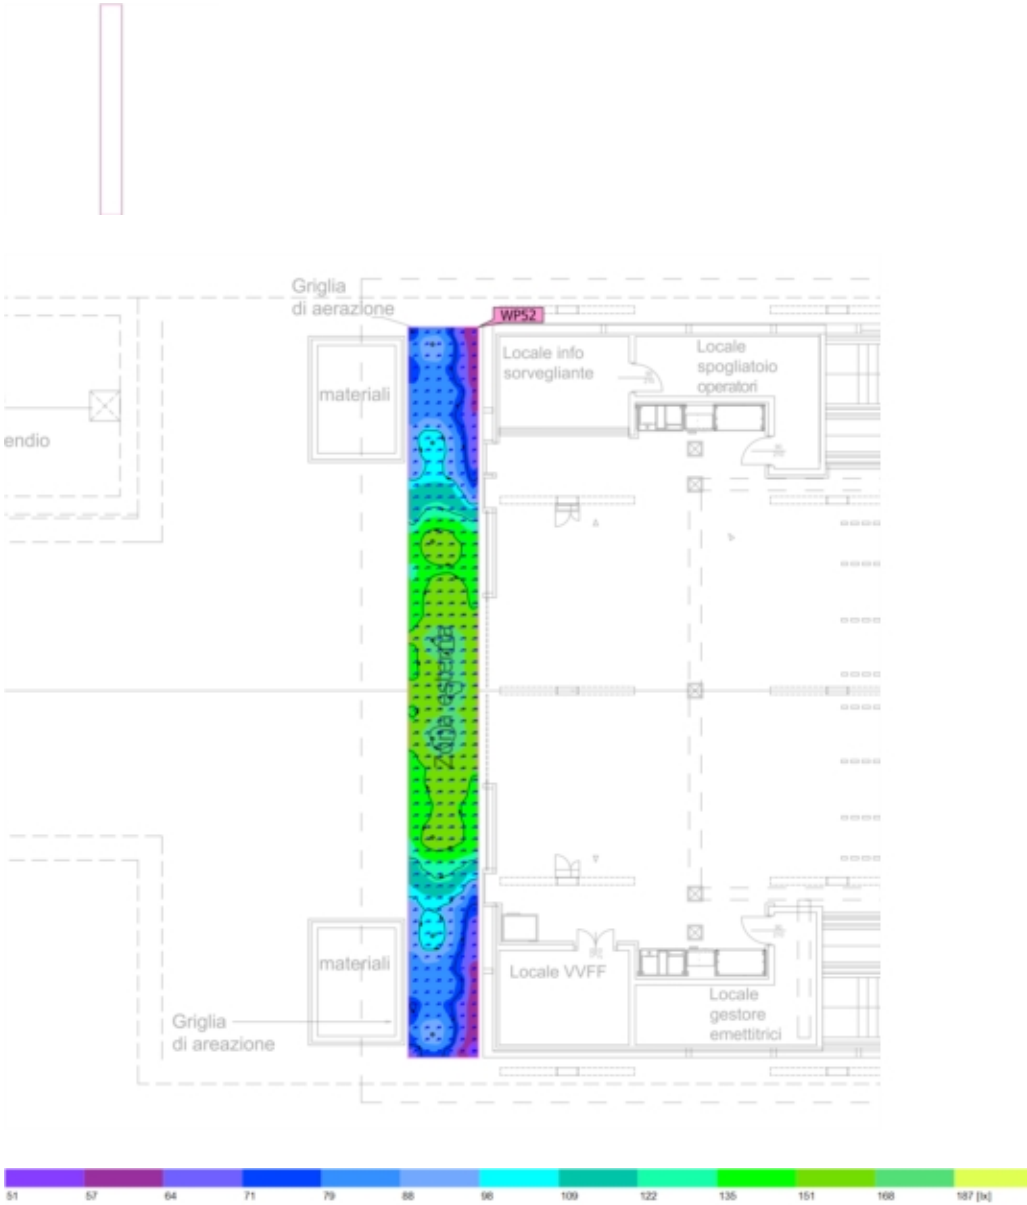 Griglia
di aerazione
WP52
Locale info
sorvegliante
Locale
spogliatoio
operatori
materiali
endio
Zona esterna
materiali
Locale VVFF
Locale
gestore
emettitrici
Griglia
di areazione
51 57 64 71 79 88 98 109 122 135 151 168 187 [lx]